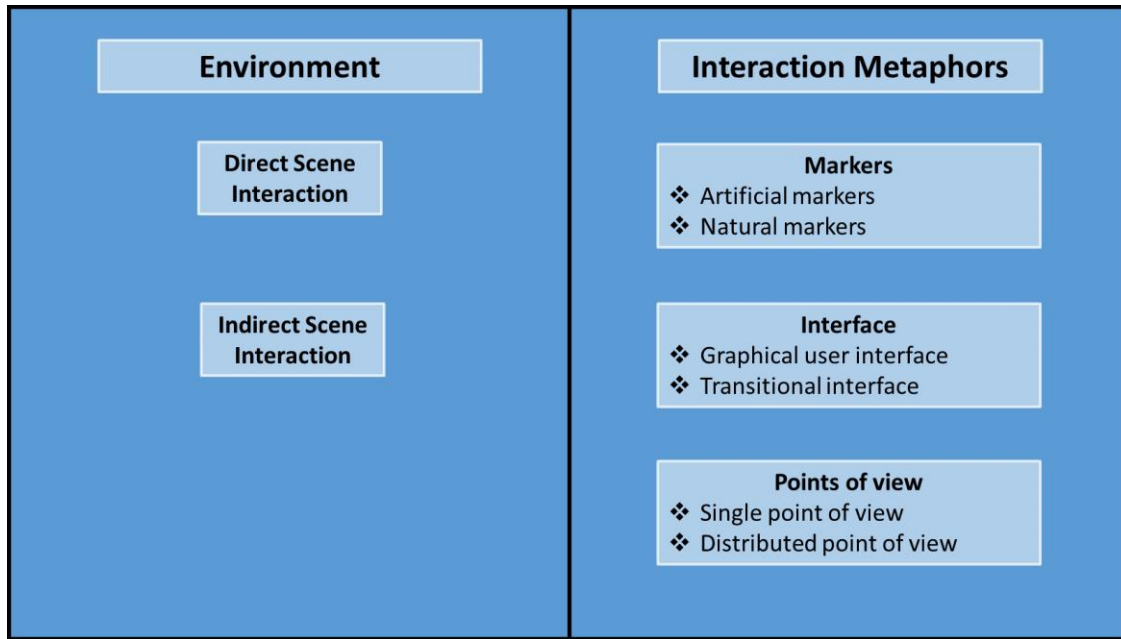 Environment
Direct Scene
Interaction
Indirect Scene
Interaction
Interaction Metaphors
Markers
❖ Artificial markers
❖ Natural markers
Interface
❖ Graphical user interface
❖ Transitional interface
Points of view
❖ Single point of view
❖ Distributed point of view